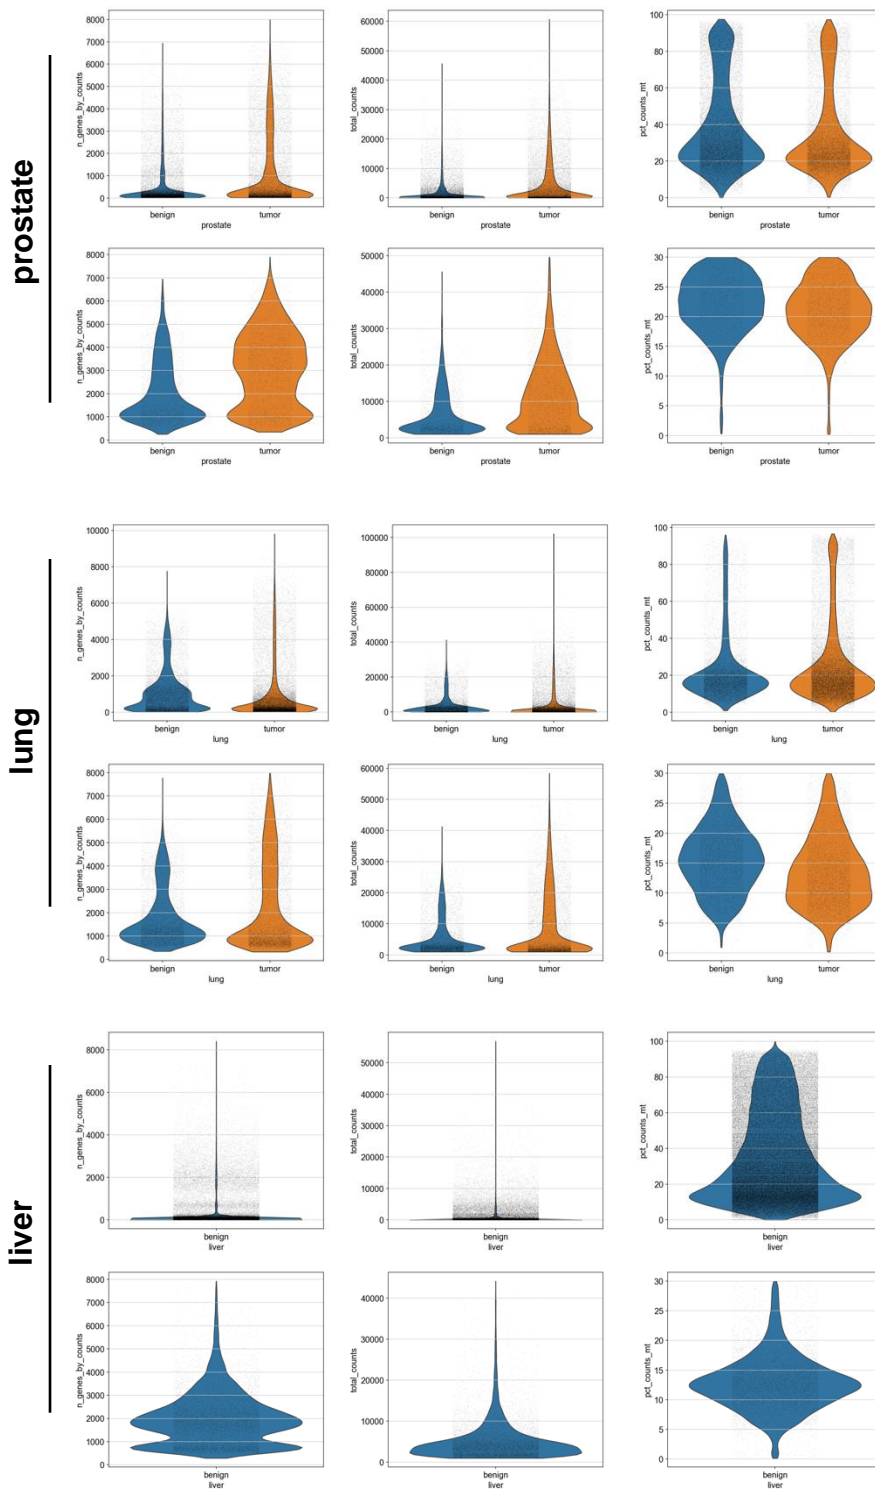 prostate
n_genes_by_counts
8000
7000
6000
5000
4000
3000
2000
1000
0
benign tumor
prostate
total_counts
60000
50000
40000
30000
20000
10000
0
benign tumor
prostate
pct_counts_mt
100
80
60
40
20
0
benign tumor
prostate
n_genes_by_counts
8000
7000
6000
5000
4000
3000
2000
1000
0
benign tumor
prostate
total_counts
50000
40000
30000
20000
10000
0
benign tumor
prostate
pct_counts_mt
30
25
20
15
10
5
0
benign tumor
prostate
lung
n_genes_by_counts
10000
8000
6000
4000
2000
0
benign tumor
lung
total_counts
100000
80000
60000
40000
20000
0
benign tumor
lung
pct_counts_mt
100
80
60
40
20
0
benign tumor
lung
n_genes_by_counts
8000
7000
6000
5000
4000
3000
2000
1000
0
benign tumor
lung
total_counts
60000
50000
40000
30000
20000
10000
0
benign tumor
lung
pct_counts_mt
30
25
20
15
10
5
0
benign tumor
lung
liver
n_genes_by_counts
8000
6000
4000
2000
0
benign
liver
total_counts
50000
40000
30000
20000
10000
0
benign
liver
pct_counts_mt
100
80
60
40
20
0
benign
liver
n_genes_by_counts
8000
7000
6000
5000
4000
3000
2000
1000
0
benign
liver
total_counts
40000
30000
20000
10000
0
benign
liver
pct_counts_mt
30
25
20
15
10
5
0
benign
liver